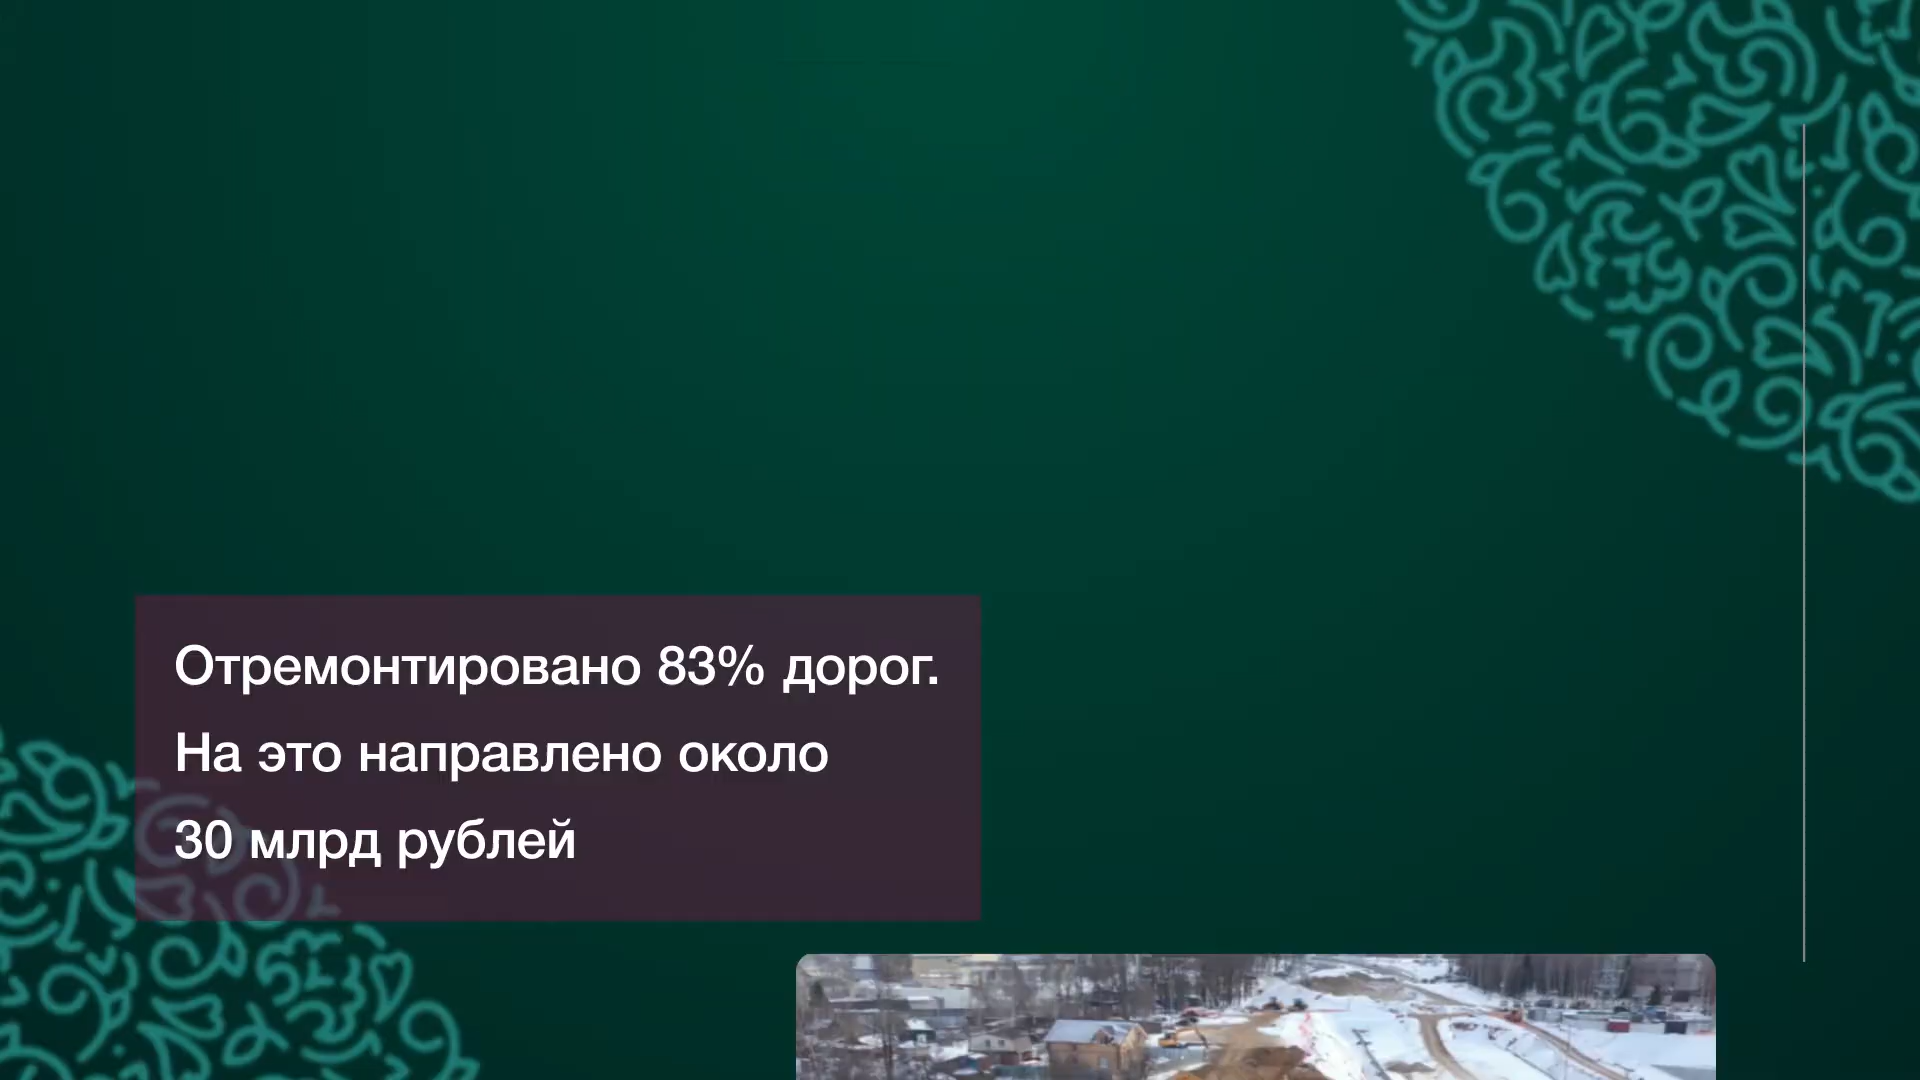 Отремонтировано 83% дорог.
На это направлено около
30 млрд рублей